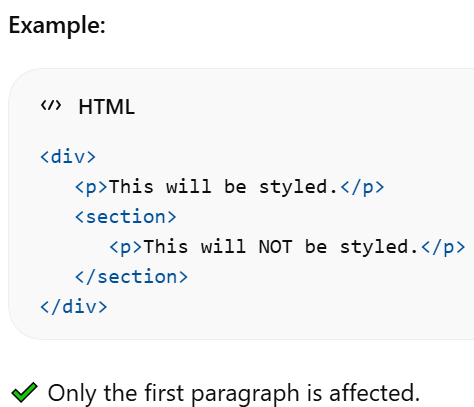 Example:
</> HTML
<div>
<p>This will be styled.</p>
<section>
<p>This will NOT be styled.</p>
</section>
</div>
Only the first paragraph is affected.